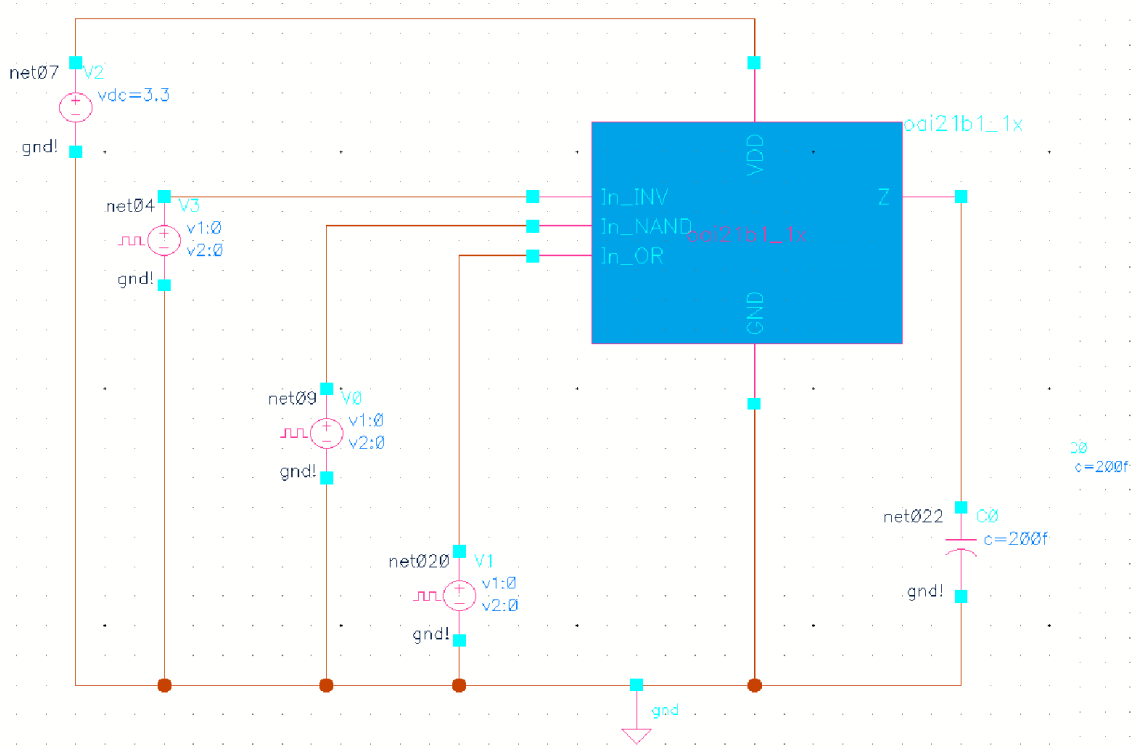 net07
V2
vdc=3.3
gnd!
oai21b1_1x
VDD
net04
V3
v1:0
v2:0
gnd!
In_INV
Z
In_NAND
oai21b1_1x
In_OR
GND
net09
V0
v1:0
v2:0
gnd!
C0
c=200f
net022
C0
c=200f
gnd!
net020
V1
v1:0
v2:0
gnd!
gnd